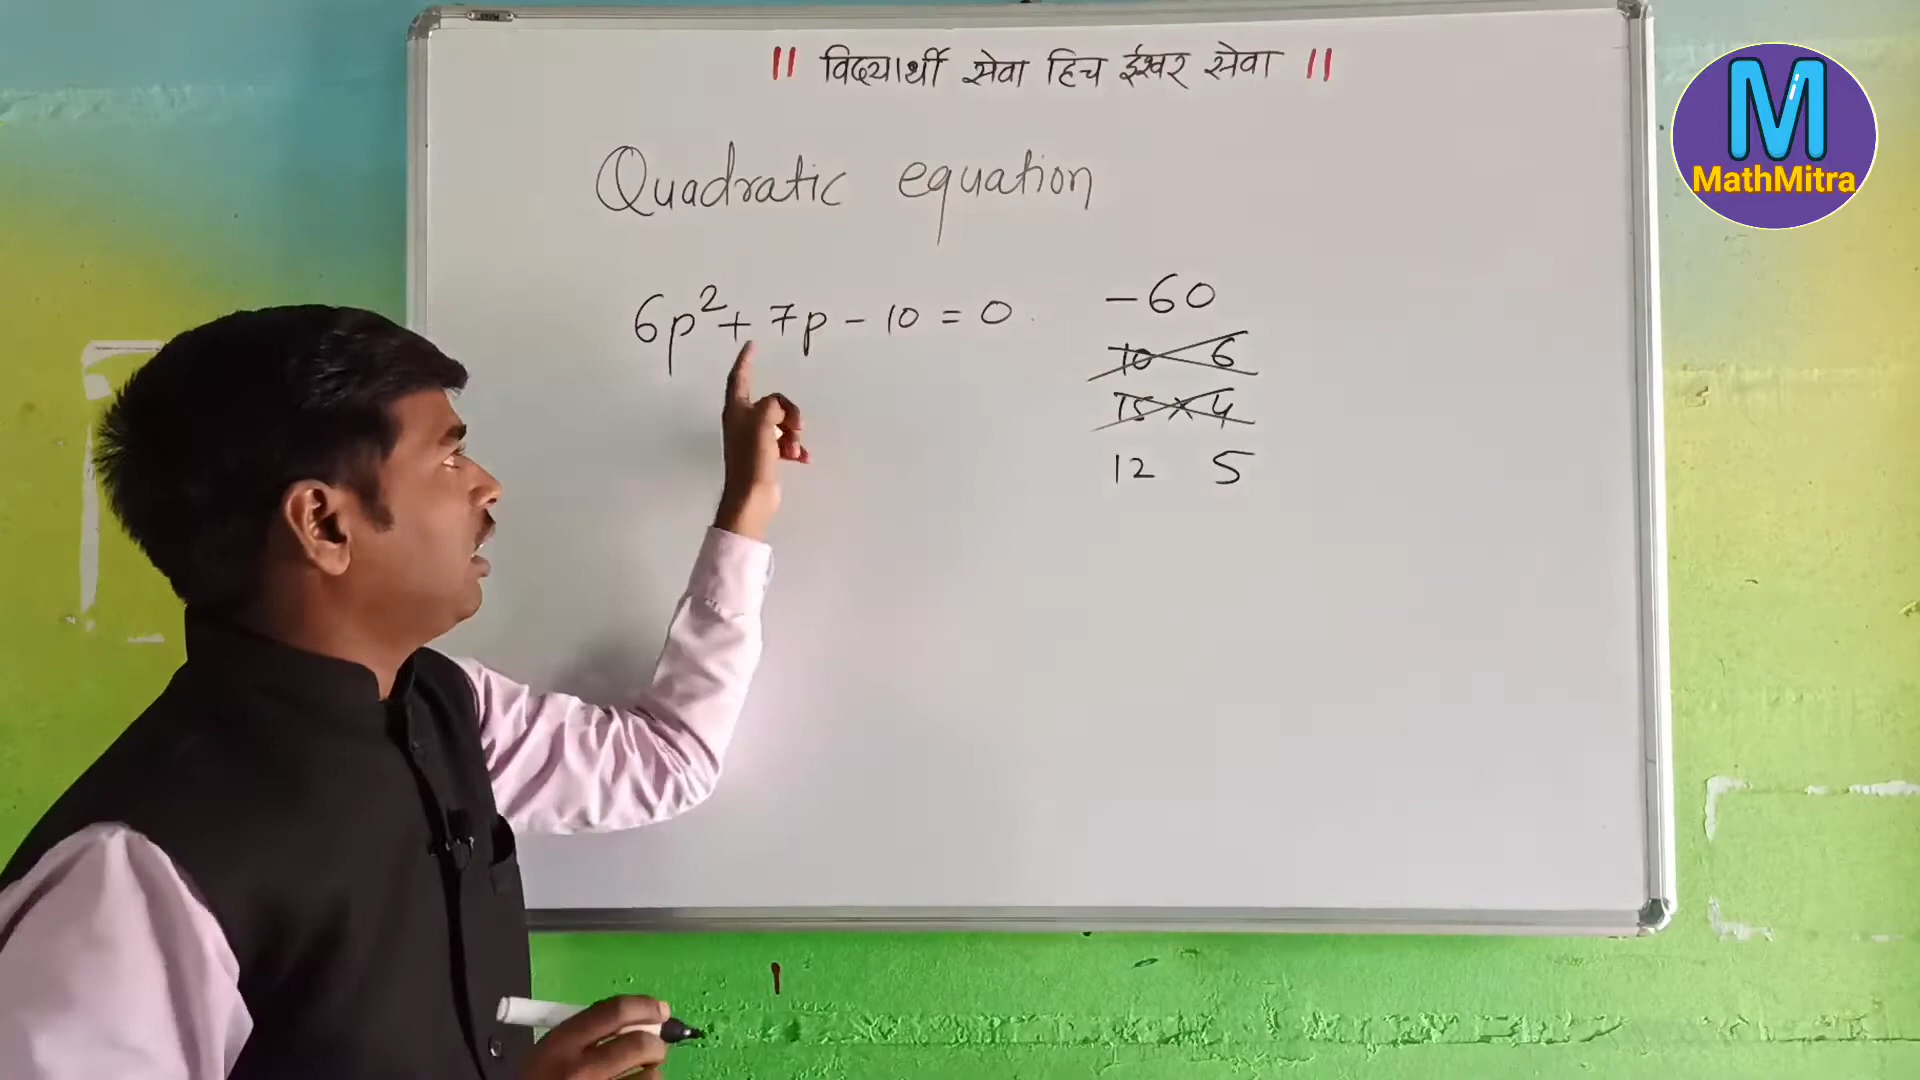 || विद्यार्थी सेवा हिच ईश्वर सेवा ||
M
MathMitra
Quadratic equation
6p² + 7p - 10 = 0
-60
10 6
15 × 4
12 5